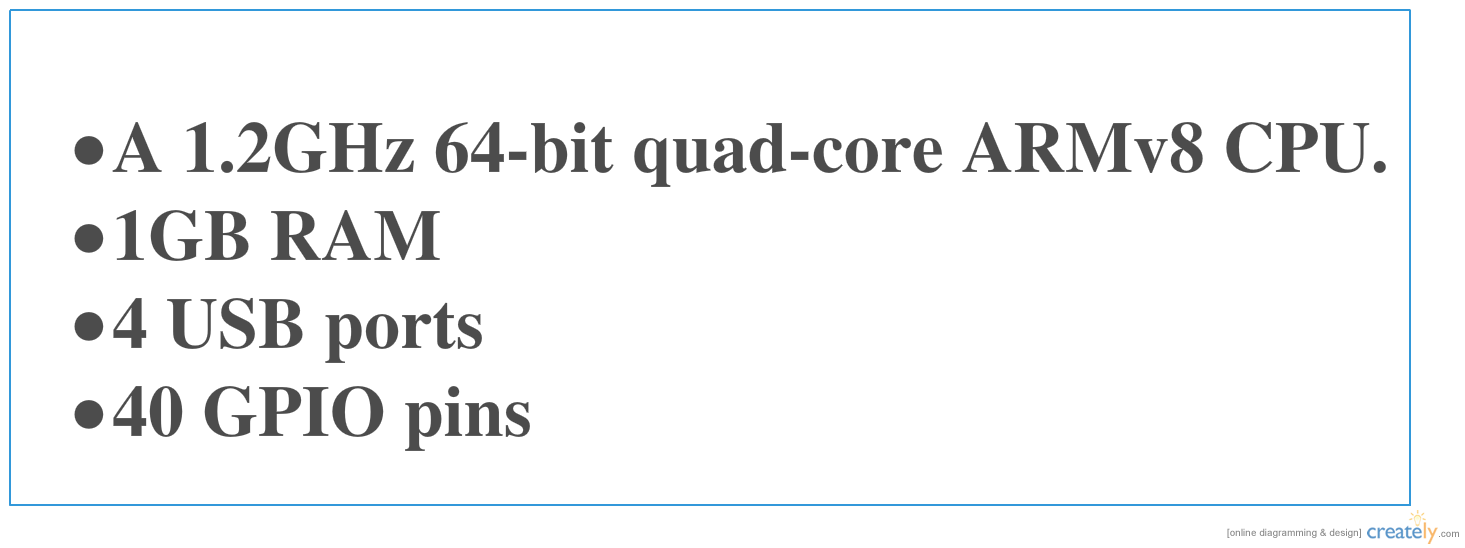 ●A 1.2GHz 64-bit quad-core ARMv8 CPU.
●1GB RAM
●4 USB ports
●40 GPIO pins
[online diagramming & design] creately.com